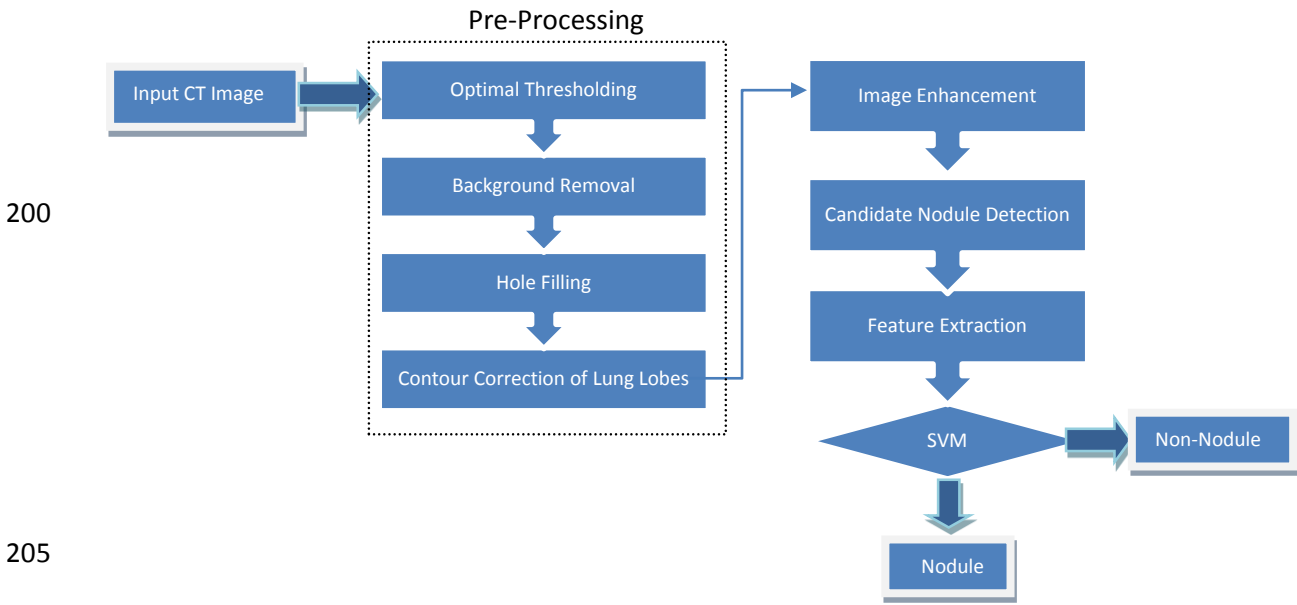 Pre-Processing
Input CT Image
Optimal Thresholding
Background Removal
Hole Filling
Contour Correction of Lung Lobes
Image Enhancement
Candidate Nodule Detection
Feature Extraction
SVM
Non-Nodule
Nodule
200
205